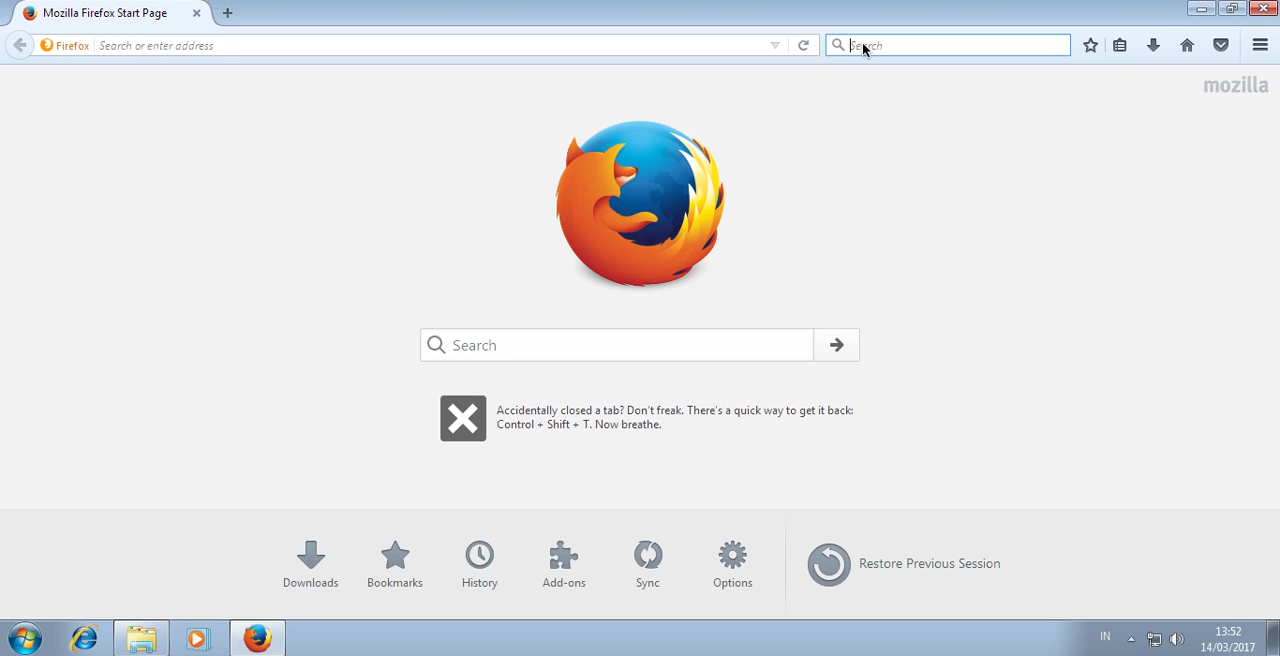 Mozilla Firefox Start Page
Firefox Search or enter address
Search
mozilla
Search
Accidentally closed a tab? Don't freak. There's a quick way to get it back:
Control + Shift + T. Now breathe.
Downloads
Bookmarks
History
Add-ons
Sync
Options
Restore Previous Session
IN
13:52
14/03/2017